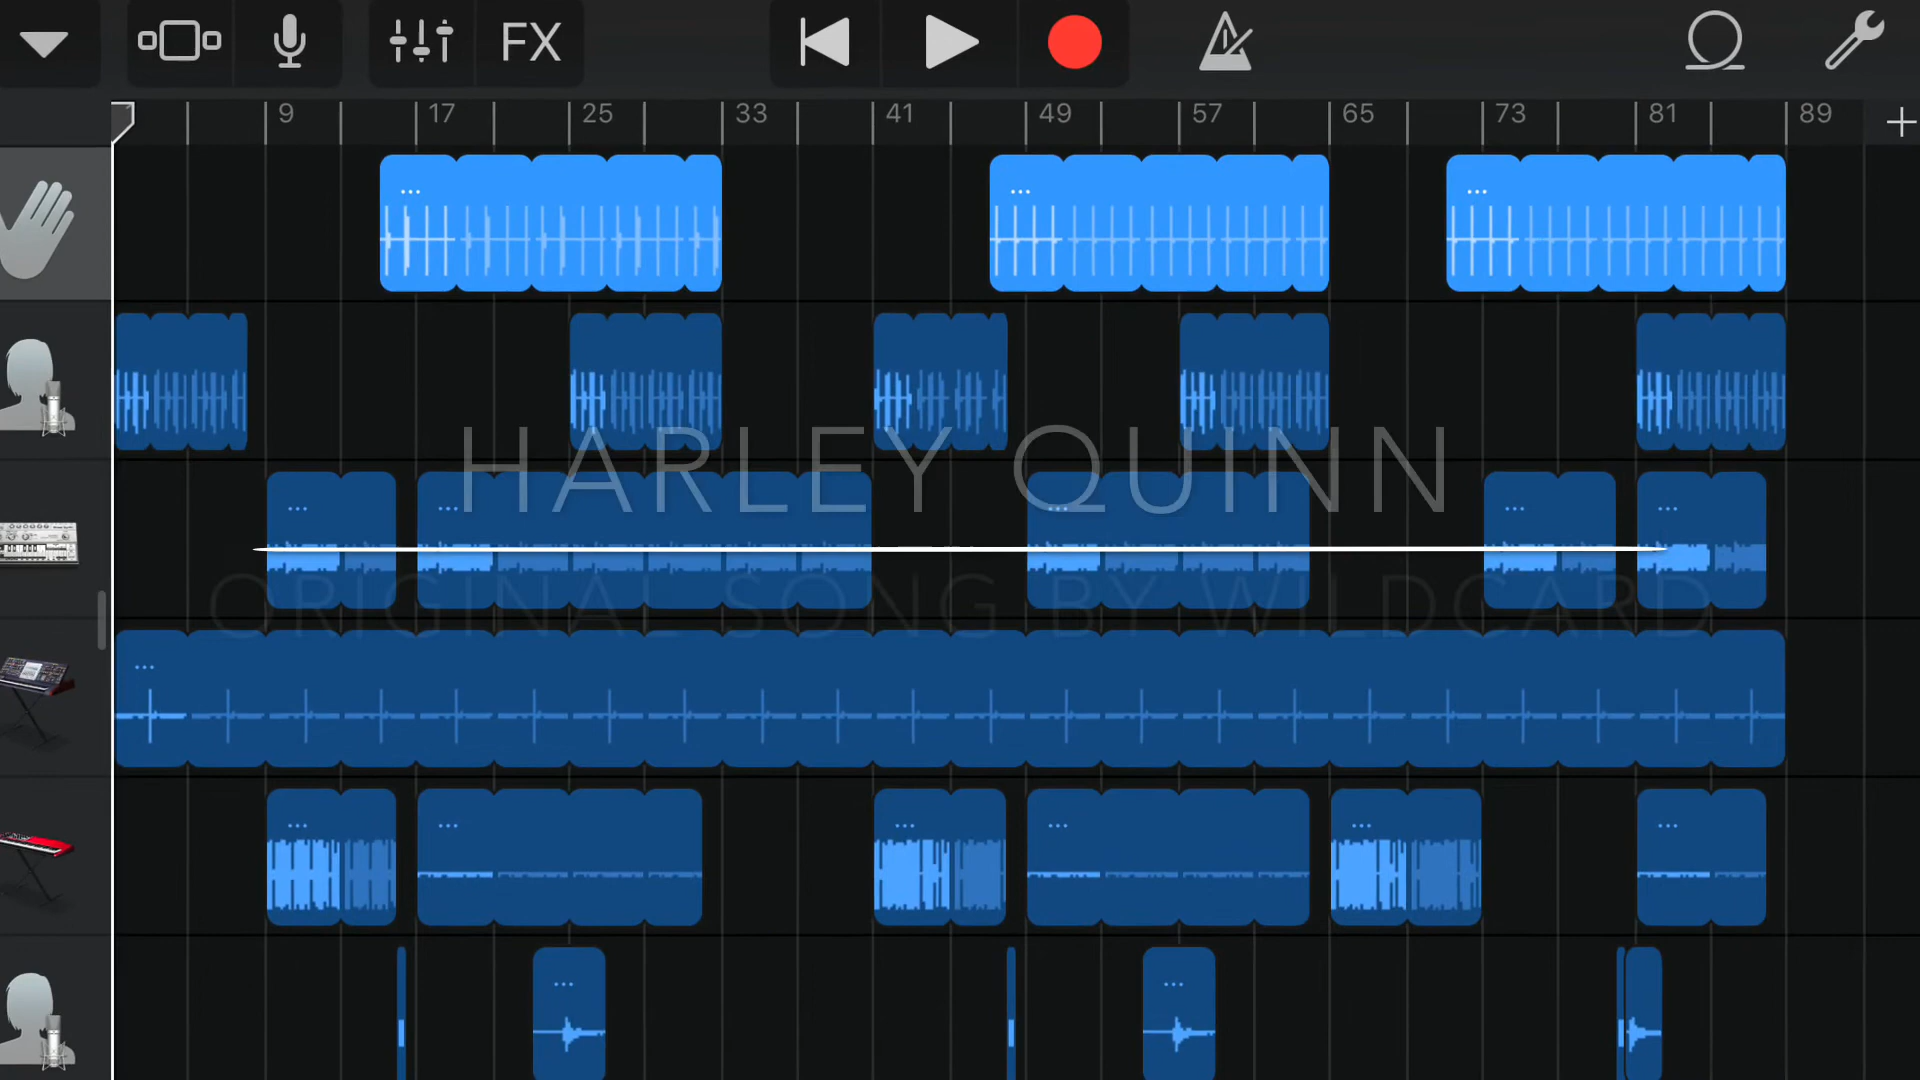 FX
9 17 25 33 41 49 57 65 73 81 89
HARLEY QUINN
ORIGINAL SONG BY WILDCARD